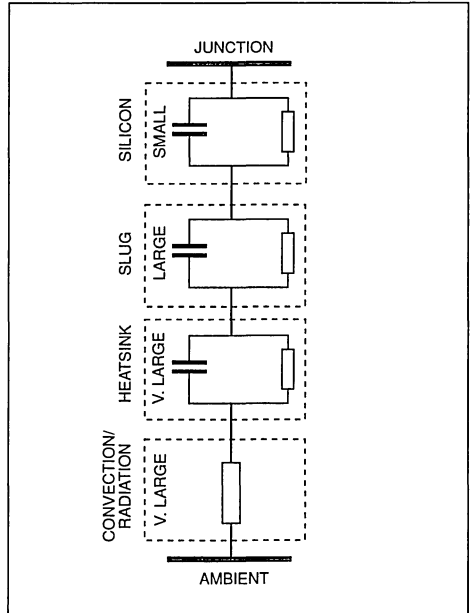 JUNCTION
SILICON
SMALL
SLUG
LARGE
HEATSINK
V. LARGE
CONVECTION/
RADIATION
V. LARGE
AMBIENT